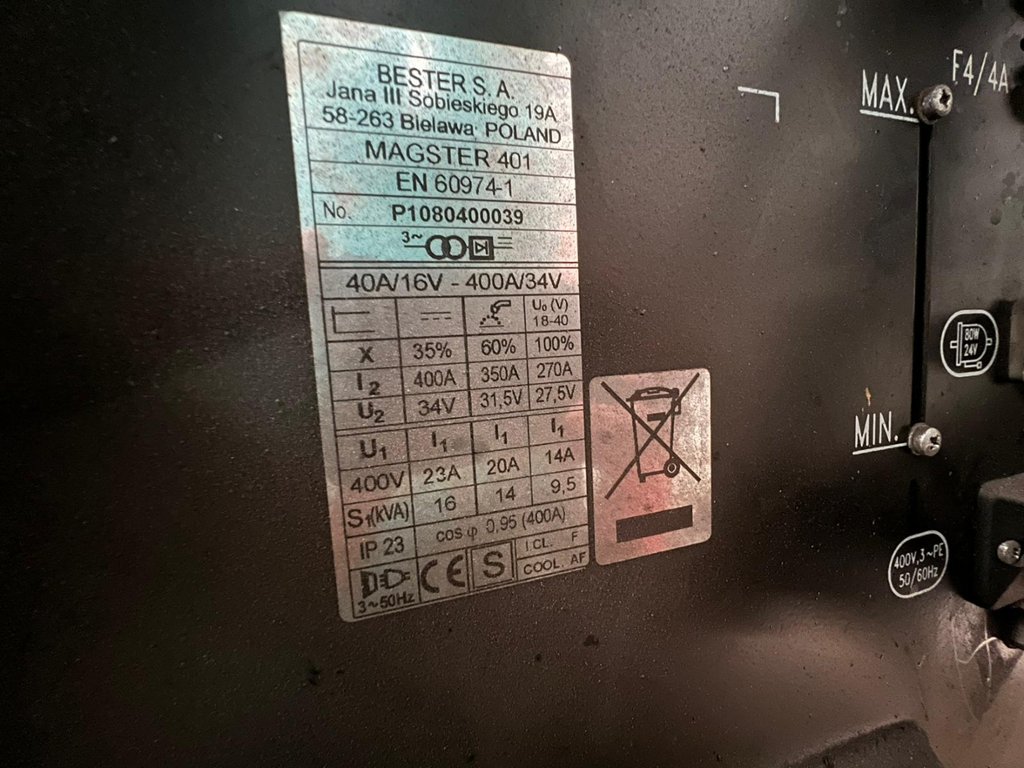 BESTER S. A.
Jana III Sobieskiego 19A
58-263 Bielawa POLAND
MAGSTER 401
EN 60974-1
No. P1080400039
3~
40A/16V - 400A/34V
U₀ (V)
18-40
X 35% 60% 100%
I₂ 400A 350A 270A
U₂ 34V 31,5V 27,5V
U₁ I₁ I₁ I₁
400V 23A 20A 14A
S₁(kVA) 16 14 9,5
IP 23 cos φ 0,95 (400A)
3~50Hz CE S
I.CL. F
COOL. AF
MAX.
F4/4A
80W
24V
MIN.
400V,3~PE
50/60Hz